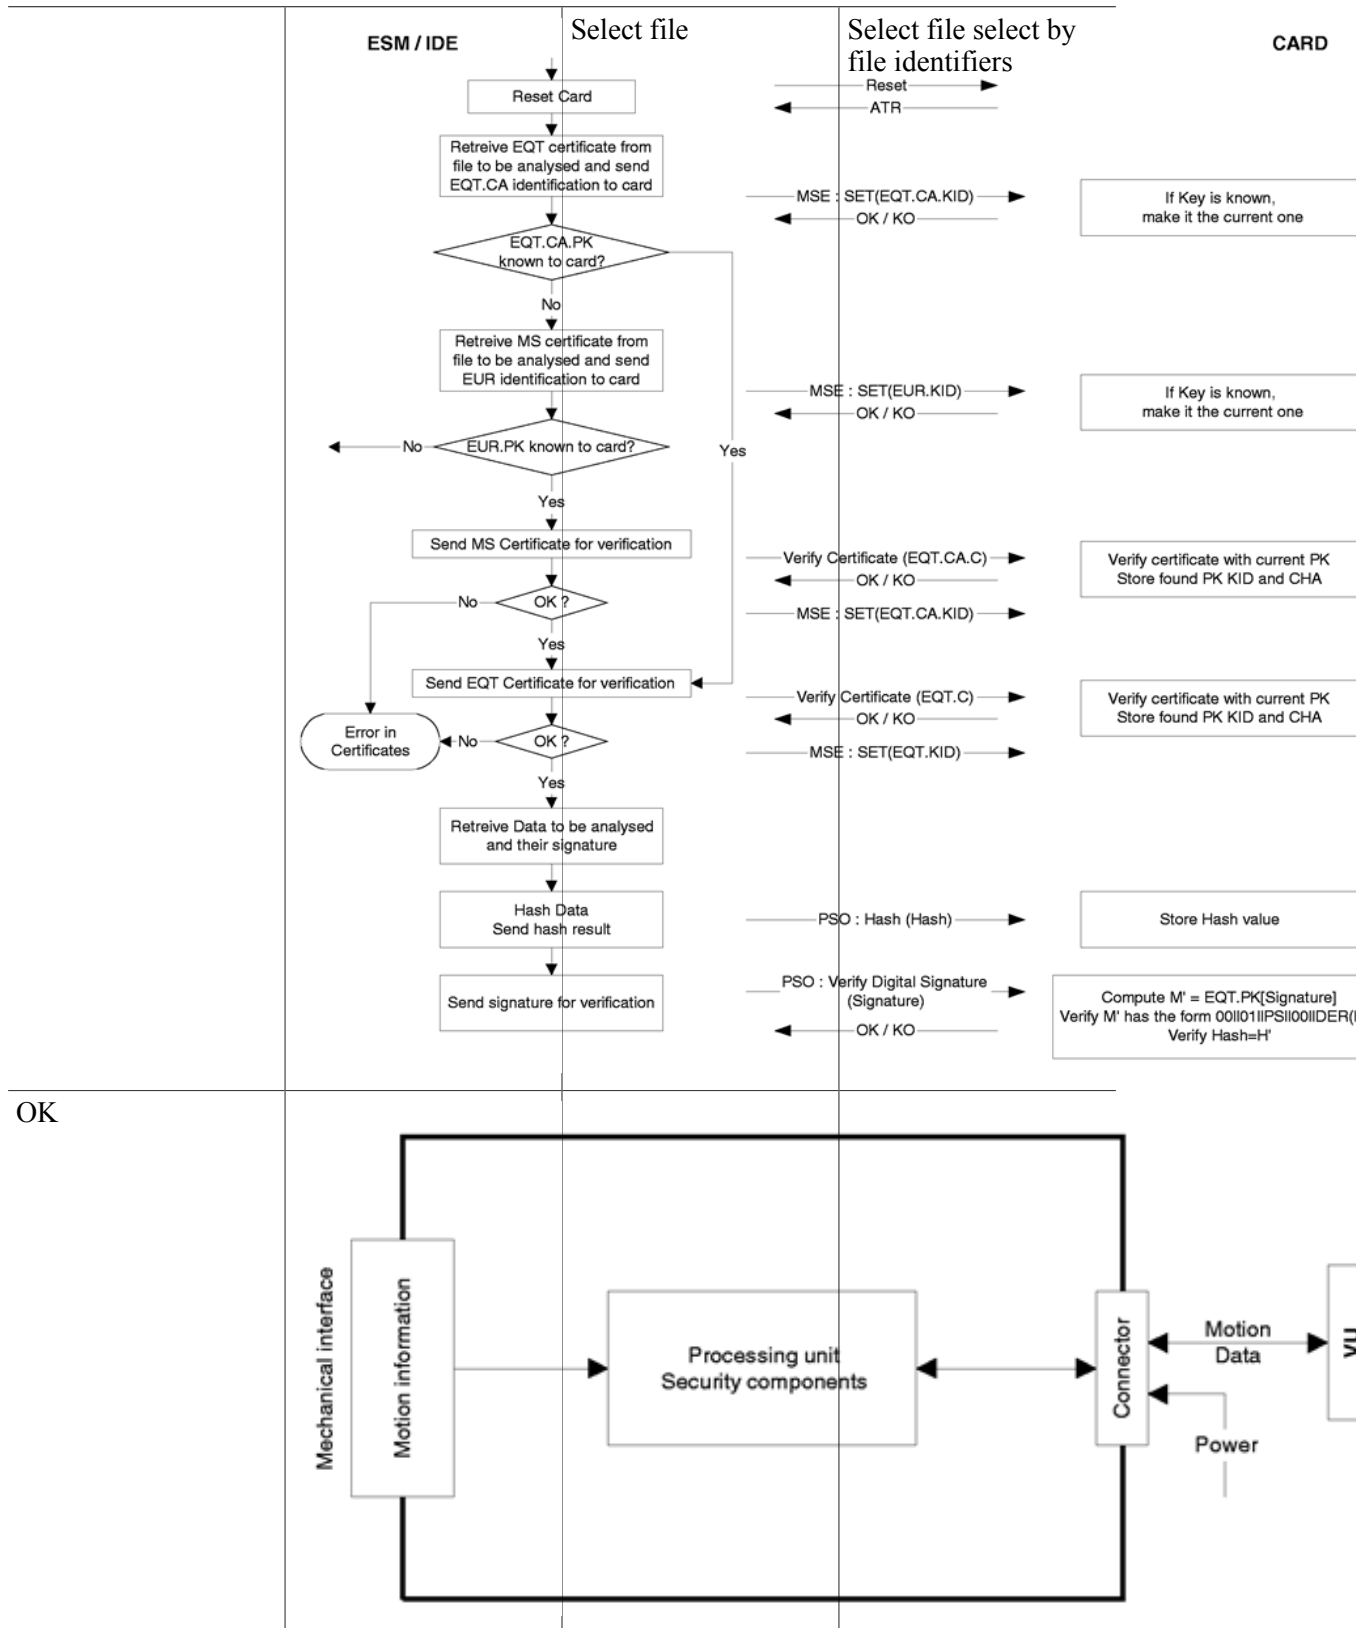 Select file
Select file select by
file identifiers
ESM / IDE
CARD
Reset Card
Reset
ATR
Retreive EQT certificate from
file to be analysed and send
EQT.CA identification to card
MSE : SET(EQT.CA.KID)
OK / KO
If Key is known,
make it the current one
EQT.CA.PK
known to card?
No
Retreive MS certificate from
file to be analysed and send
EUR identification to card
MSE : SET(EUR.KID)
OK / KO
If Key is known,
make it the current one
No
EUR.PK known to card?
Yes
Yes
Send MS Certificate for verification
Verify Certificate (EQT.CA.C)
OK / KO
Verify certificate with current PK
Store found PK KID and CHA
No
OK ?
MSE : SET(EQT.CA.KID)
Yes
Send EQT Certificate for verification
Verify Certificate (EQT.C)
OK / KO
Verify certificate with current PK
Store found PK KID and CHA
Error in
Certificates
No
OK ?
MSE : SET(EQT.KID)
Yes
Retreive Data to be analysed
and their signature
Hash Data
Send hash result
PSO : Hash (Hash)
Store Hash value
Send signature for verification
PSO : Verify Digital Signature
(Signature)
OK / KO
Compute M' = EQT.PK[Signature]
Verify M' has the form 00ll01llPSll00llDER(
Verify Hash=H'
OK
Mechanical interface
Motion information
Processing unit
Security components
Connector
Motion
Data
Power